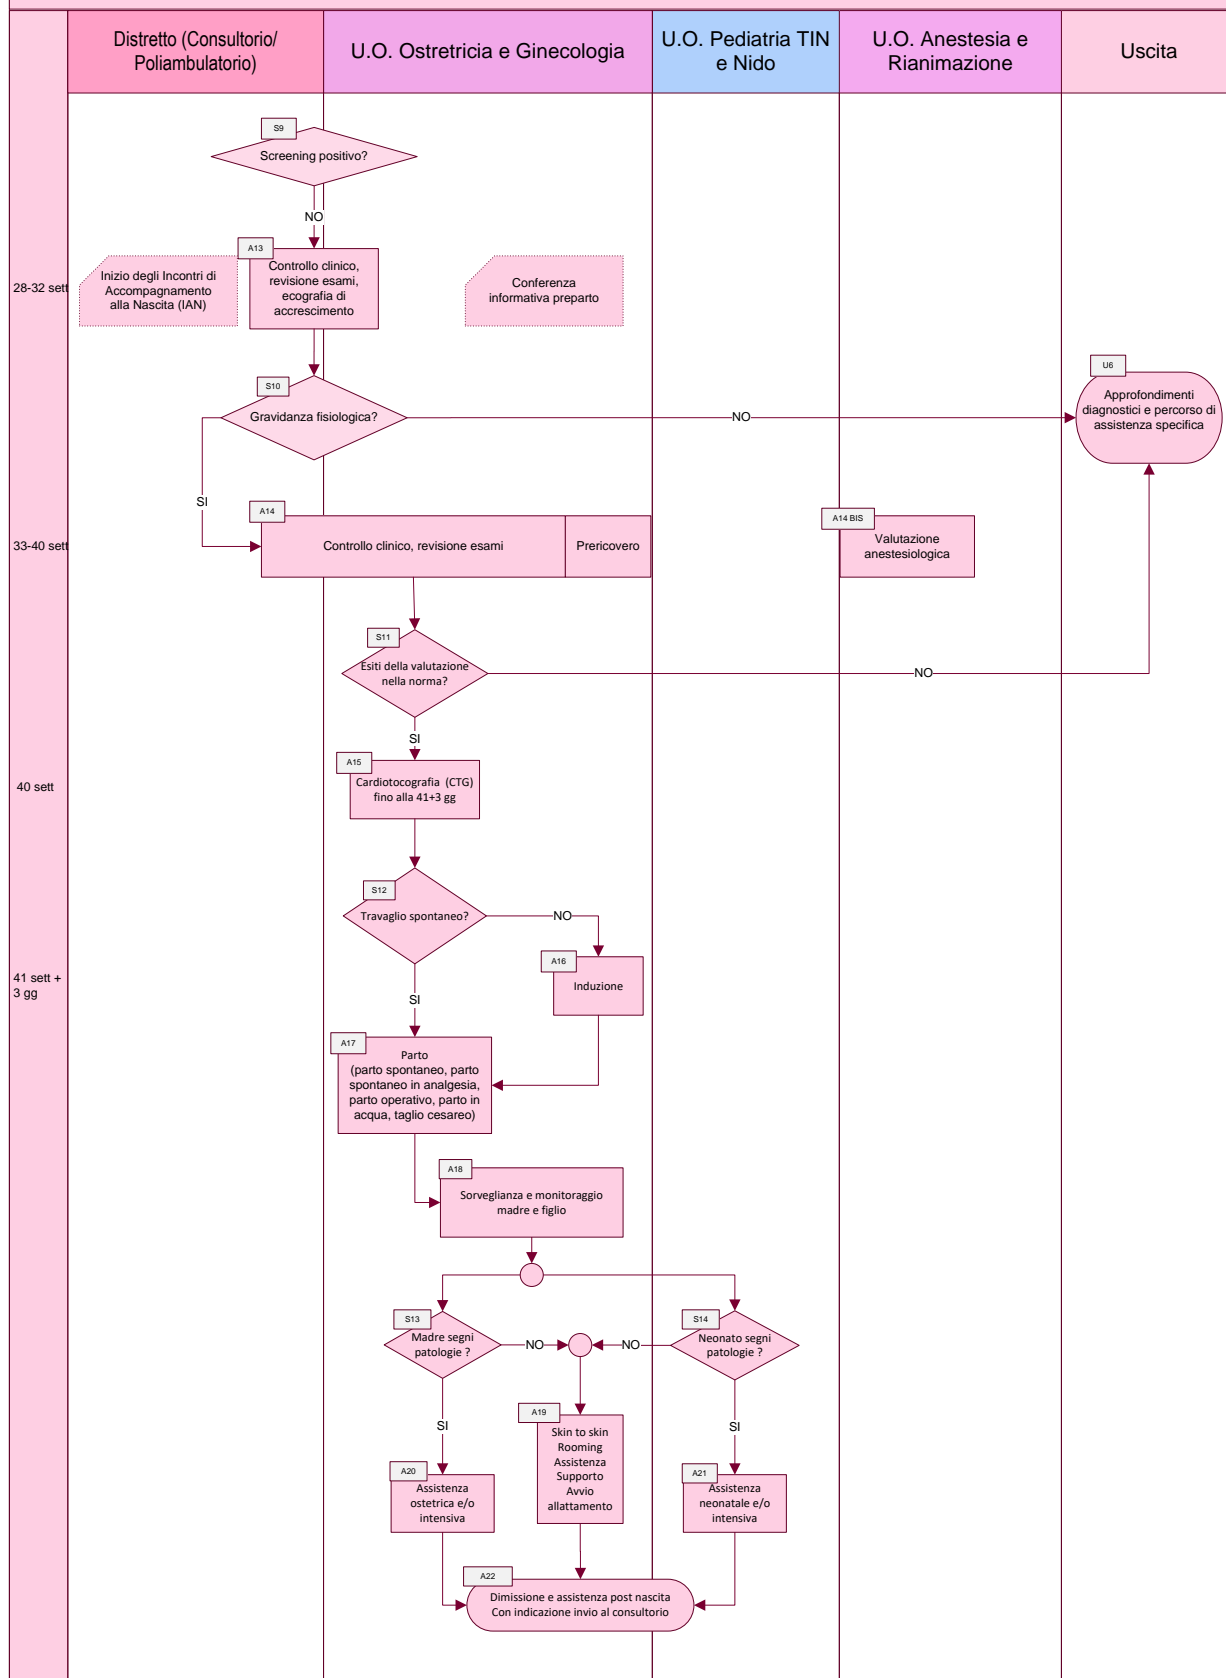 Distretto (Consultorio/
Poliambulatorio)
U.O. Ostretricia e Ginecologia
U.O. Pediatria TIN
e Nido
U.O. Anestesia e
Rianimazione
Uscita
S9
Screening positivo?
NO
A13
Controllo clinico,
revisione esami,
ecografia di
accrescimento
Inizio degli Incontri di
Accompagnamento
alla Nascita (IAN)
Conferenza
informativa preparto
28-32 sett
S10
Gravidanza fisiologica?
NO
U6
Approfondimenti
diagnostici e percorso di
assistenza specifica
SI
A14
Controllo clinico, revisione esami
Prericovero
A14 BIS
Valutazione
anestesiologica
33-40 sett
S11
Esiti della valutazione
nella norma?
NO
SI
A15
Cardiotocografia (CTG)
fino alla 41+3 gg
40 sett
S12
Travaglio spontaneo?
NO
A16
Induzione
41 sett +
3 gg
SI
A17
Parto
(parto spontaneo, parto
spontaneo in analgesia,
parto operativo, parto in
acqua, taglio cesareo)
A18
Sorveglianza e monitoraggio
madre e figlio
S13
Madre segni
patologie ?
NO
NO
S14
Neonato segni
patologie ?
SI
SI
A19
Skin to skin
Rooming
Assistenza
Supporto
Avvio
allattamento
A20
Assistenza
ostetrica e/o
intensiva
A21
Assistenza
neonatale e/o
intensiva
A22
Dimissione e assistenza post nascita
Con indicazione invio al consultorio